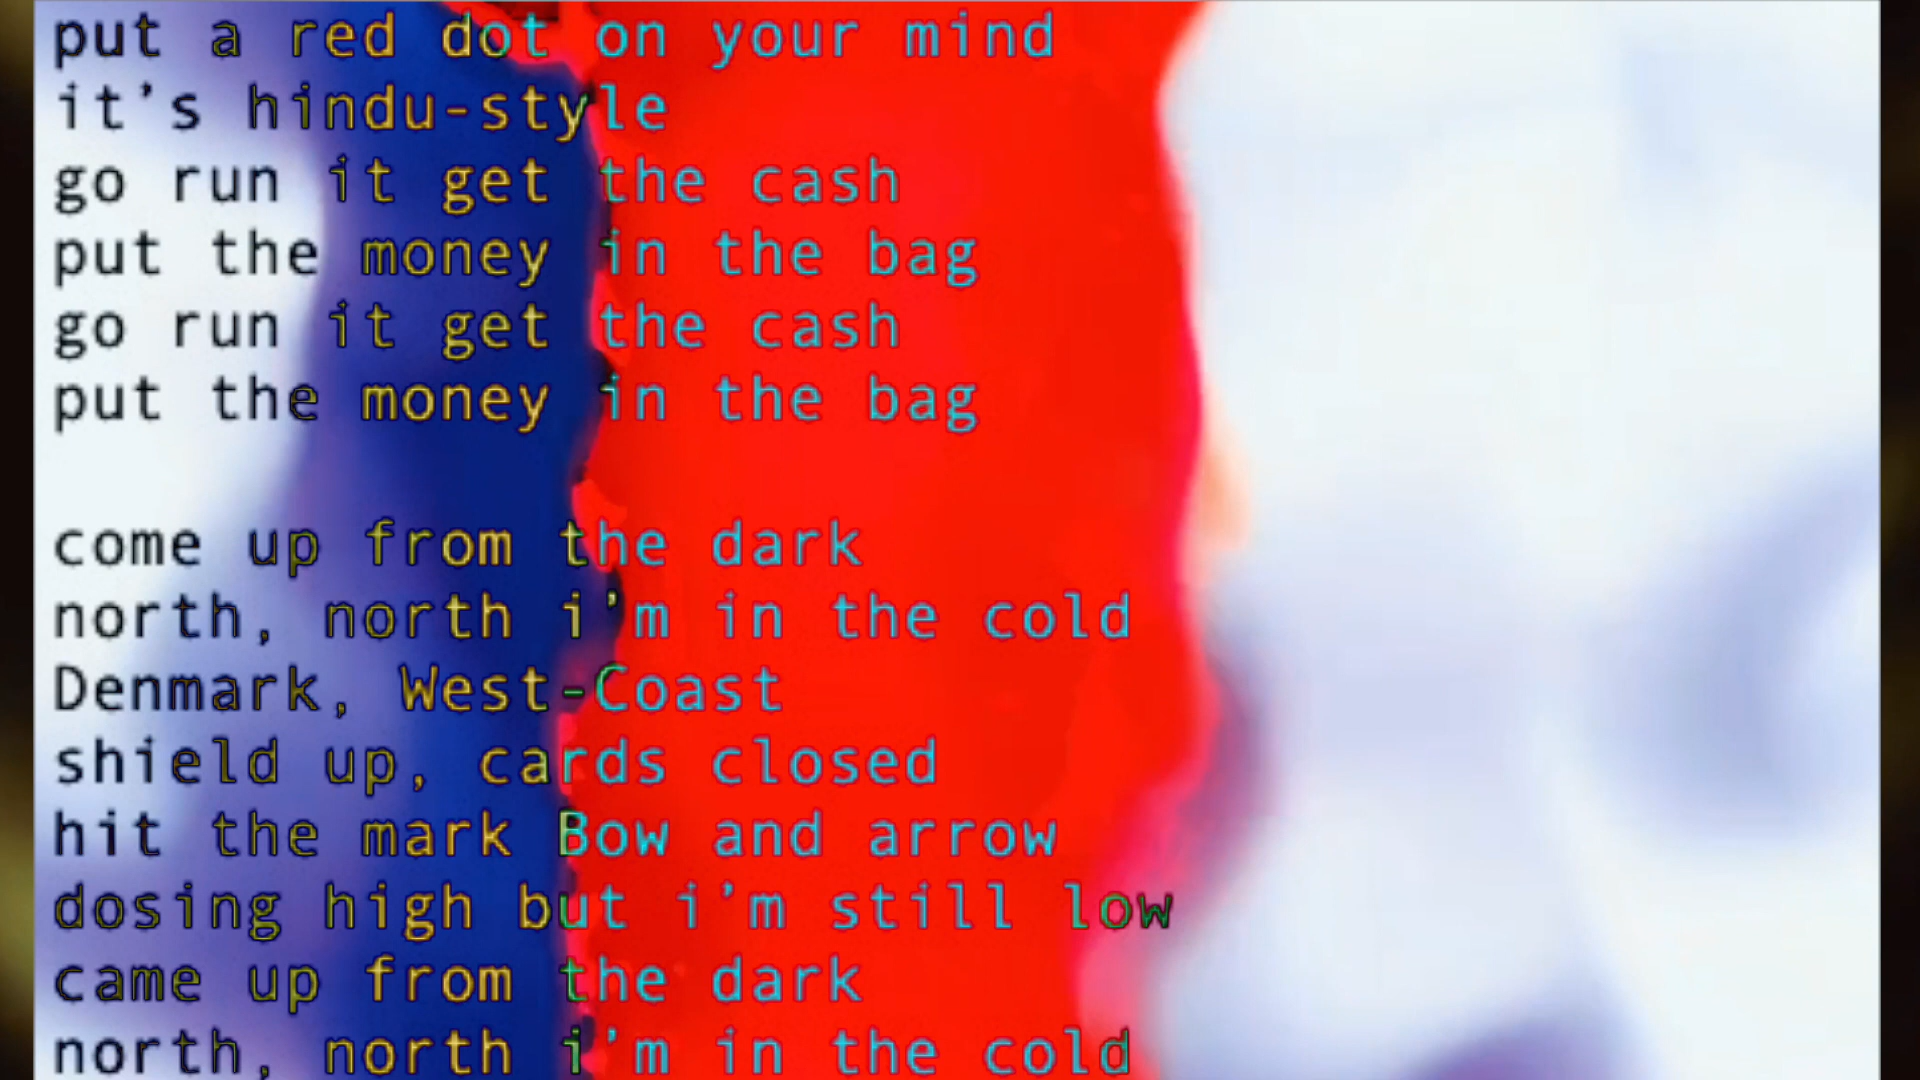 put a red dot on your mind
it's hindu-style
go run it get the cash
put the money in the bag
go run it get the cash
put the money in the bag
come up from the dark
north, north i'm in the cold
Denmark, West-Coast
shield up, cards closed
hit the mark Bow and arrow
dosing high but i'm still low
came up from the dark
north, north i'm in the cold